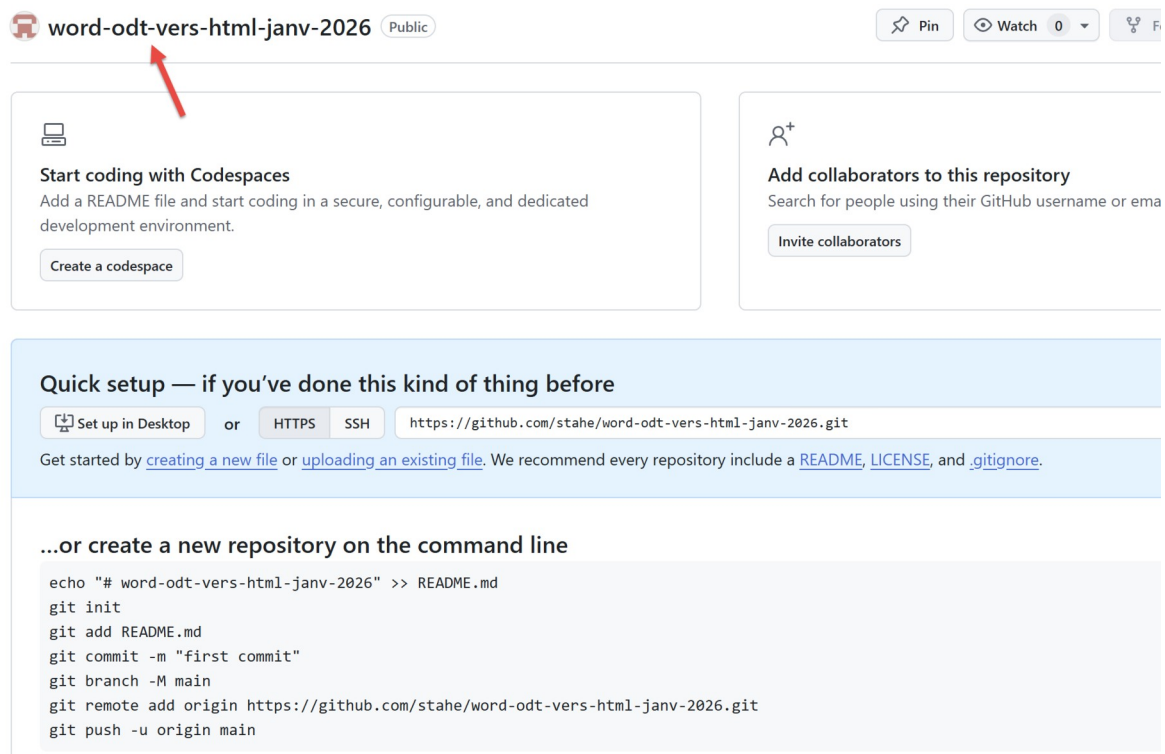 word-odt-vers-html-janv-2026 Public
Pin
Watch 0
Start coding with Codespaces
Add a README file and start coding in a secure, configurable, and dedicated
development environment.
Create a codespace
Add collaborators to this repository
Search for people using their GitHub username or ema
Invite collaborators
Quick setup — if you’ve done this kind of thing before
Set up in Desktop or HTTPS SSH https://github.com/stahe/word-odt-vers-html-janv-2026.git
Get started by creating a new file or uploading an existing file. We recommend every repository include a README, LICENSE, and .gitignore.
…or create a new repository on the command line
echo "# word-odt-vers-html-janv-2026" >> README.md
git init
git add README.md
git commit -m "first commit"
git branch -M main
git remote add origin https://github.com/stahe/word-odt-vers-html-janv-2026.git
git push -u origin main